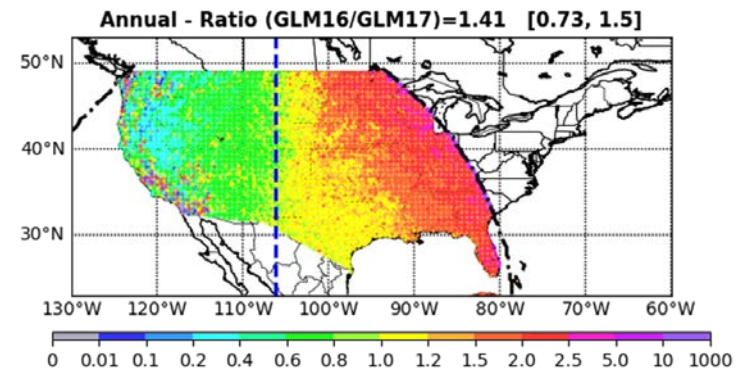 Annual - Ratio (GLM16/GLM17)=1.41 [0.73, 1.5]
50°N
40°N
30°N
130°W 120°W 110°W 100°W 90°W 80°W 70°W 60°W
0 0.01 0.1 0.2 0.4 0.6 0.8 1.0 1.2 1.5 2.0 2.5 5.0 10 1000